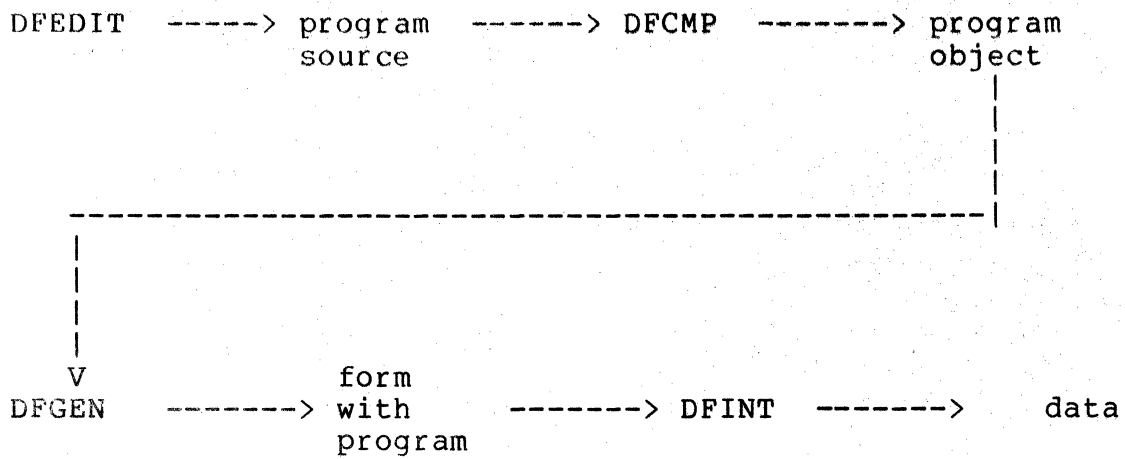 DFEDIT -----> program ------> DFCMP -------> program
source object
V form
DFGEN -------> with -------> DFINT -------> data
program